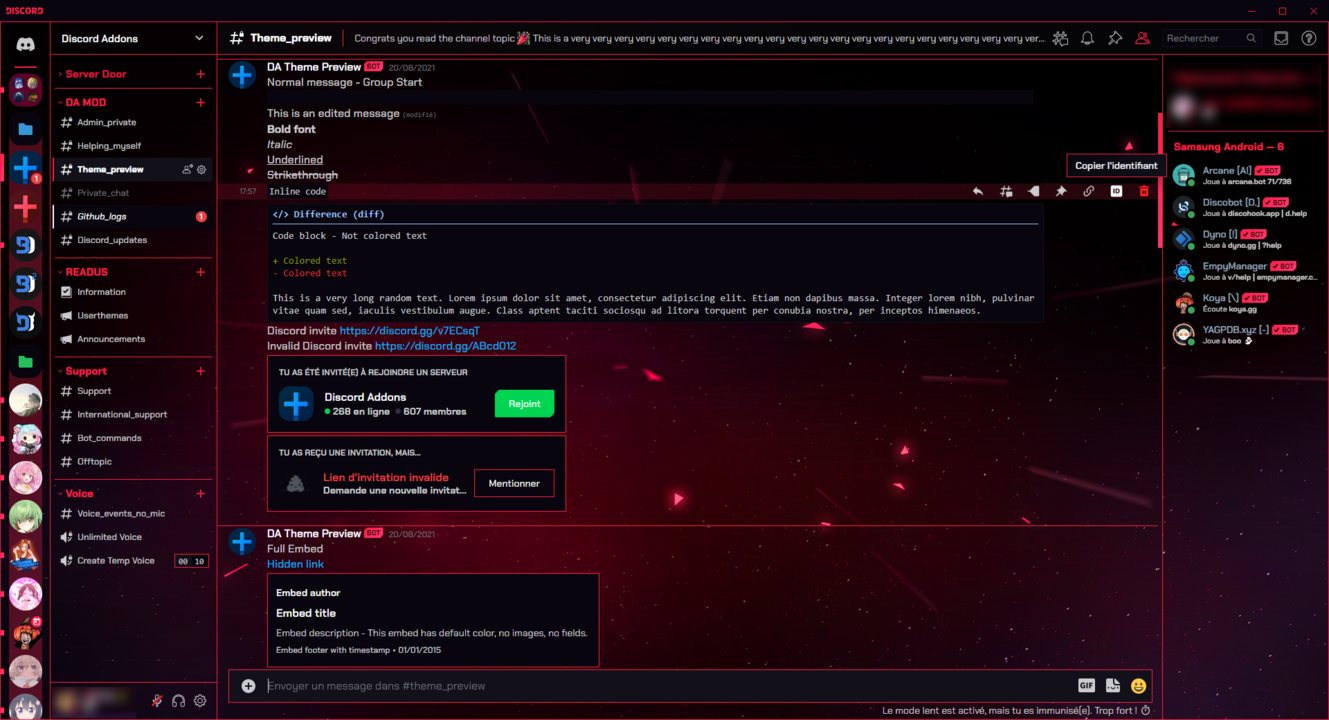 DISCORD
Discord Addons
Theme_preview
Congrats you read the channel topic 🎉 This is a very very very very very very very very very very very very very very very very very very very very very very very ver...
Rechercher
Server Door
DA MOD
Admin_private
Helping_myself
Theme_preview
Private_chat
Github_logs
1
Discord_updates
READUS
Information
Userthemes
Announcements
Support
Support
International_support
Bot_commands
Offtopic
Voice
Voice_events_no_mic
Unlimited Voice
Create Temp Voice
00 10
1
DA Theme Preview BOT 20/08/2021
Normal message - Group Start
This is an edited message (modifié)
Bold font
Italic
Underlined
Strikethrough
Copier l'identifiant
17:57 Inline code
ID
</> Difference (diff)
Code block - Not colored text
+ Colored text
- Colored text
This is a very long random text. Lorem ipsum dolor sit amet, consectetur adipiscing elit. Etiam non dapibus massa. Integer lorem nibh, pulvinar
vitae quam sed, iaculis vestibulum augue. Class aptent taciti sociosqu ad litora torquent per conubia nostra, per inceptos himenaeos.
Discord invite https://discord.gg/v7ECsqT
Invalid Discord invite https://discord.gg/ABcd012
TU AS ÉTÉ INVITÉ(E) À REJOINDRE UN SERVEUR
Discord Addons
268 en ligne 607 membres
Rejoint
TU AS REÇU UNE INVITATION, MAIS...
Lien d'invitation invalide
Demande une nouvelle invitat...
Mentionner
DA Theme Preview BOT 20/08/2021
Full Embed
Hidden link
Embed author
Embed title
Embed description - This embed has default color, no images, no fields.
Embed footer with timestamp • 01/01/2015
Envoyer un message dans #theme_preview
GIF
Le mode lent est activé, mais tu es immunisé(e). Trop fort !
Samsung Android — 6
Arcane [AI] ✓ BOT
Joue à arcane.bot 71/736
Discobot [D.] ✓ BOT
Joue à discohook.app | d.help
Dyno [!] ✓ BOT
Joue à dyno.gg | ?help
EmpyManager ✓ BOT
Joue à v/help | empymanager.c...
Koya [\] ✓ BOT
Écoute koya.gg
YAGPDB.xyz [-] ✓ BOT
Joue à boo